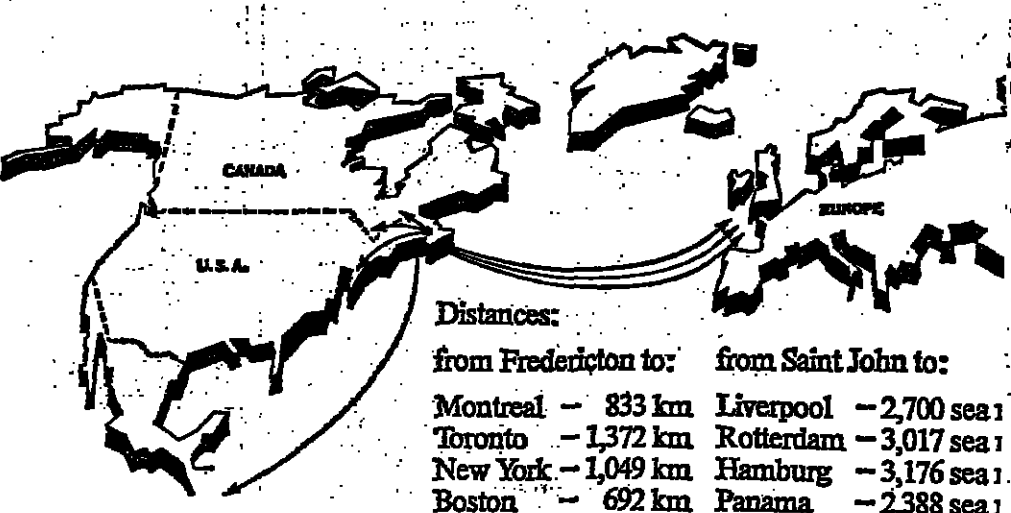 CANADA
U.S.A.
EUROPE
Distances:
from Fredericton to:
Montreal – 833 km
Toronto – 1,372 km
New York – 1,049 km
Boston – 692 km
from Saint John to:
Liverpool – 2,700 sea
Rotterdam – 3,017 sea
Hamburg – 3,176 sea
Panama – 2,388 sea